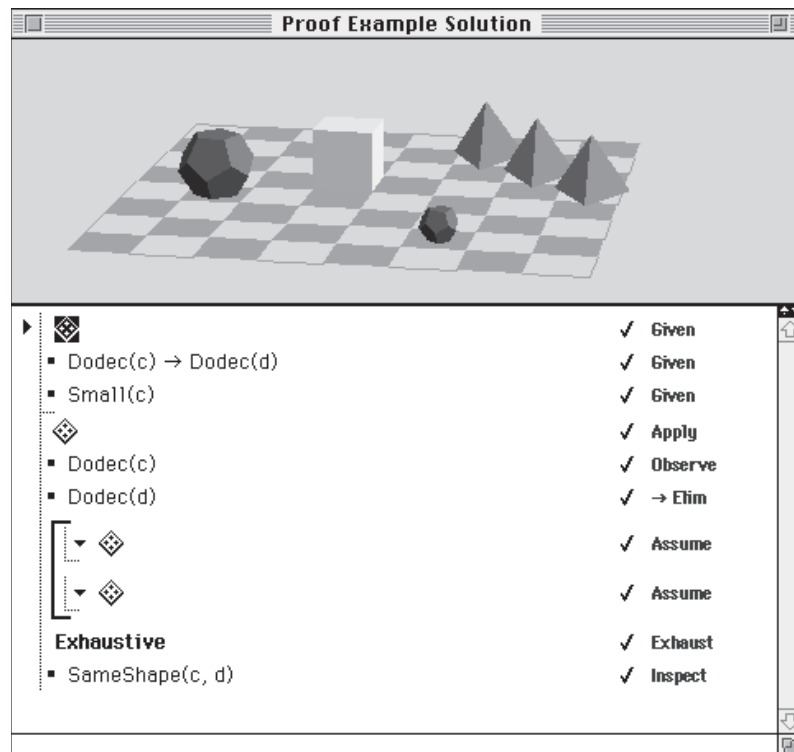 Proof Example Solution
Given
Dodec(c) → Dodec(d) Given
Small(c) Given
Apply
Dodec(c) Observe
Dodec(d) → Elim
Assume
Assume
Exhaustive Exhaust
SameShape(c, d) Inspect